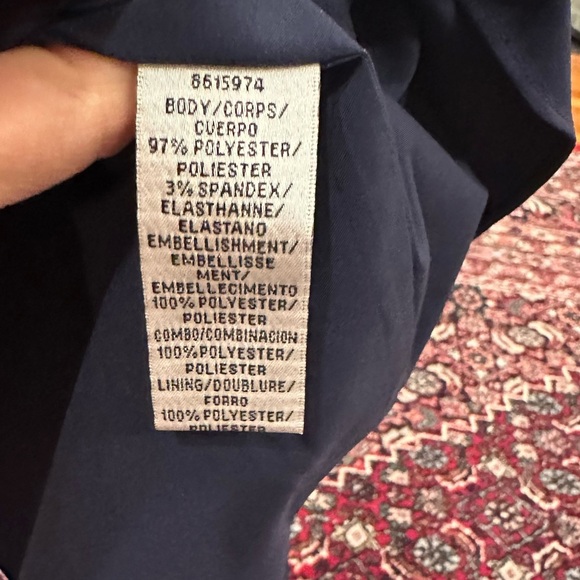 8615974
BODY/CORPS/
CUERPO
97% POLYESTER/
POLIESTER
3% SPANDEX/
ELASTHANNE/
ELASTANO
EMBELLISHMENT/
EMBELLISSE
MENT/
EMBELLECIMENTO
100% POLYESTER/
POLIESTER
COMBO/COMBINACION
100% POLYESTER/
POLIESTER
LINING/DOUBLURE/
FORRO
100% POLYESTER/
POLIESTER